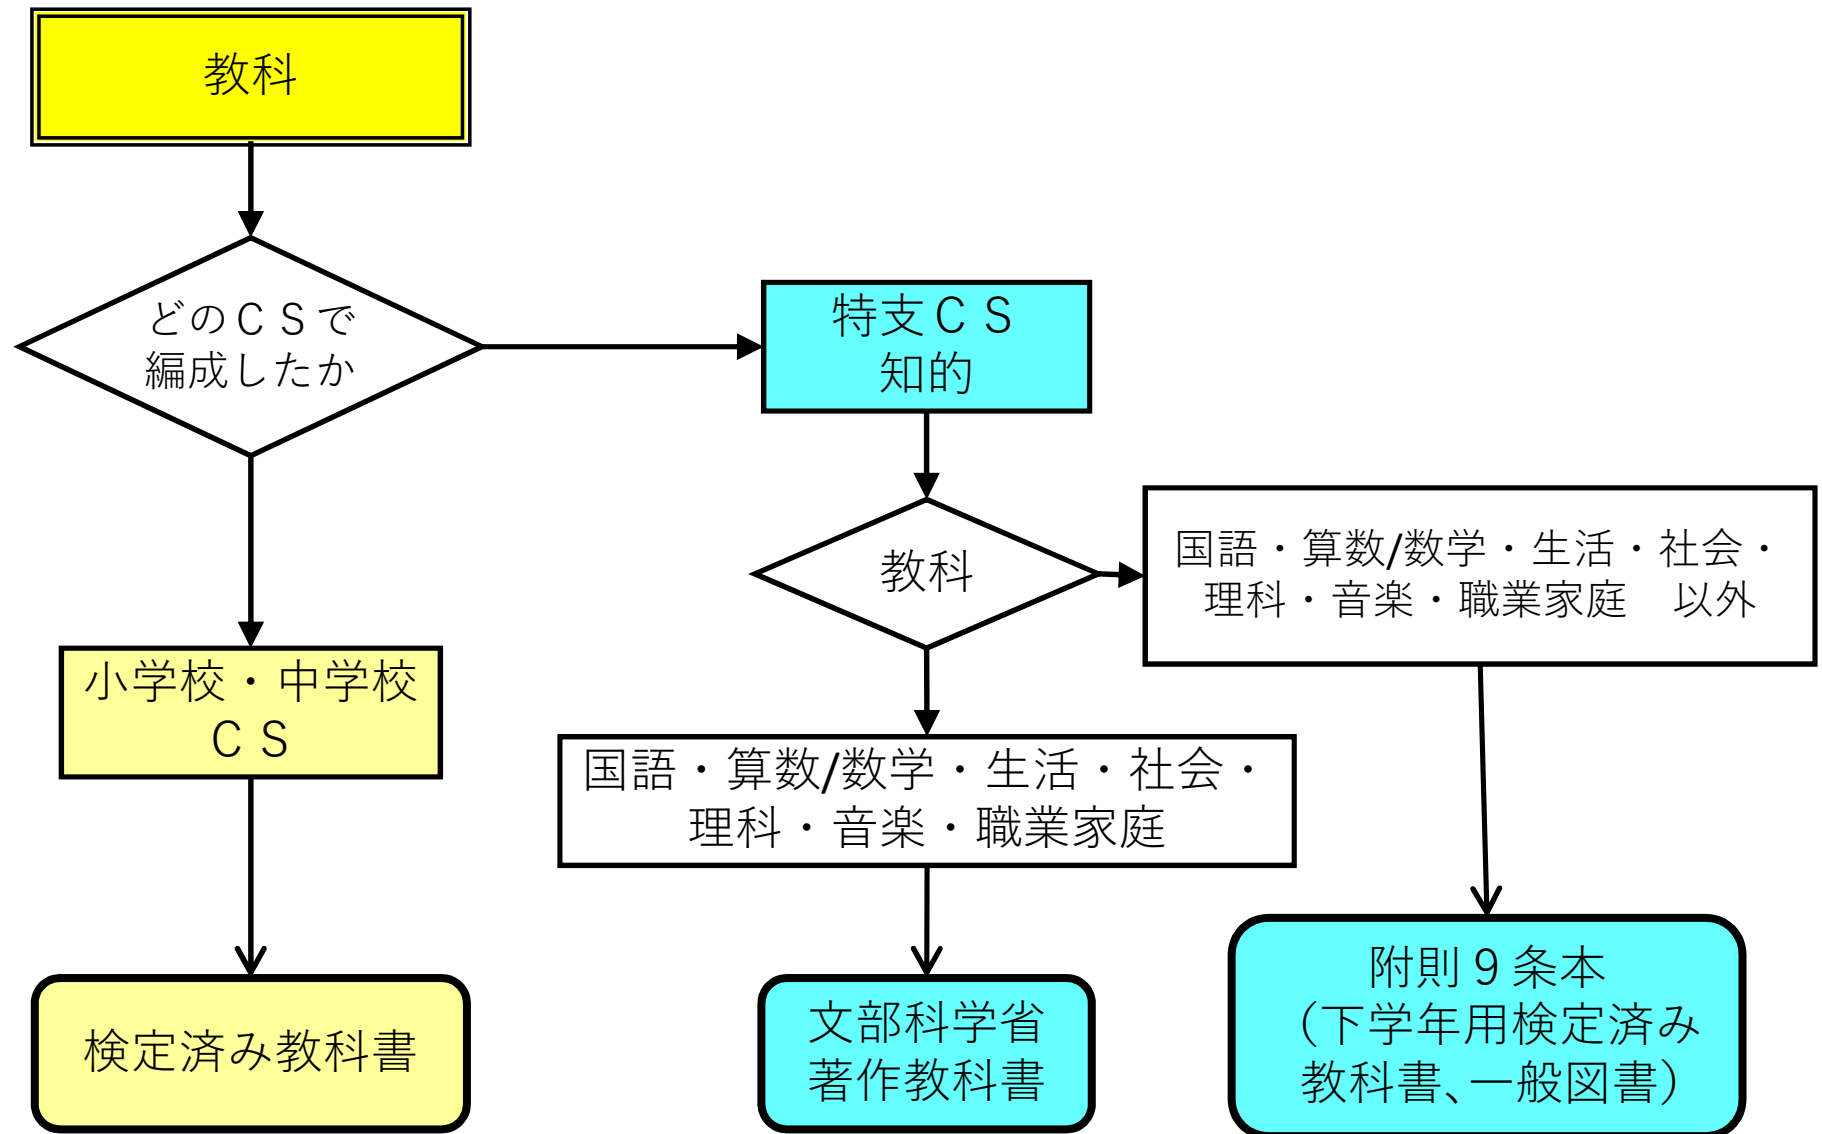 教科
どのＣＳで
編成したか
特支ＣＳ
知的
教科
国語・算数/数学・生活・社会・
理科・音楽・職業家庭　以外
小学校・中学校
ＣＳ
国語・算数/数学・生活・社会・
理科・音楽・職業家庭
検定済み教科書
文部科学省
著作教科書
附則９条本
（下学年用検定済み
教科書、一般図書）